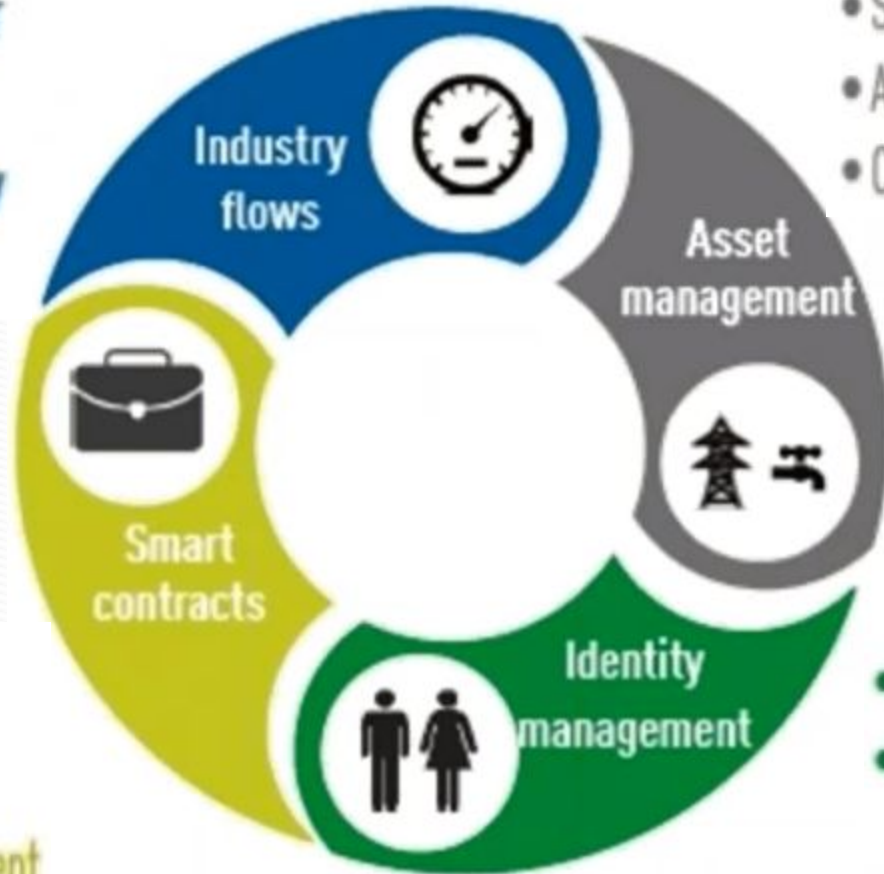 Industry
flows
Asset
management
Smart
contracts
Identity
management